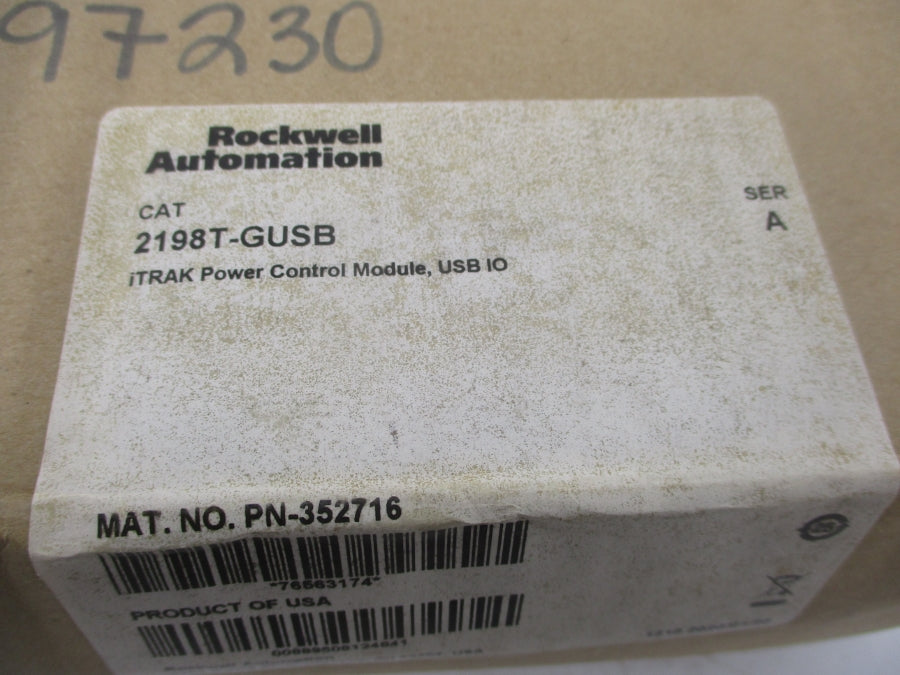 97230
Rockwell
Automation
CAT
2198T-GUSB
iTRAK Power Control Module, USB IO
SER
A
MAT. NO. PN-352716
*76563174*
PRODUCT OF USA